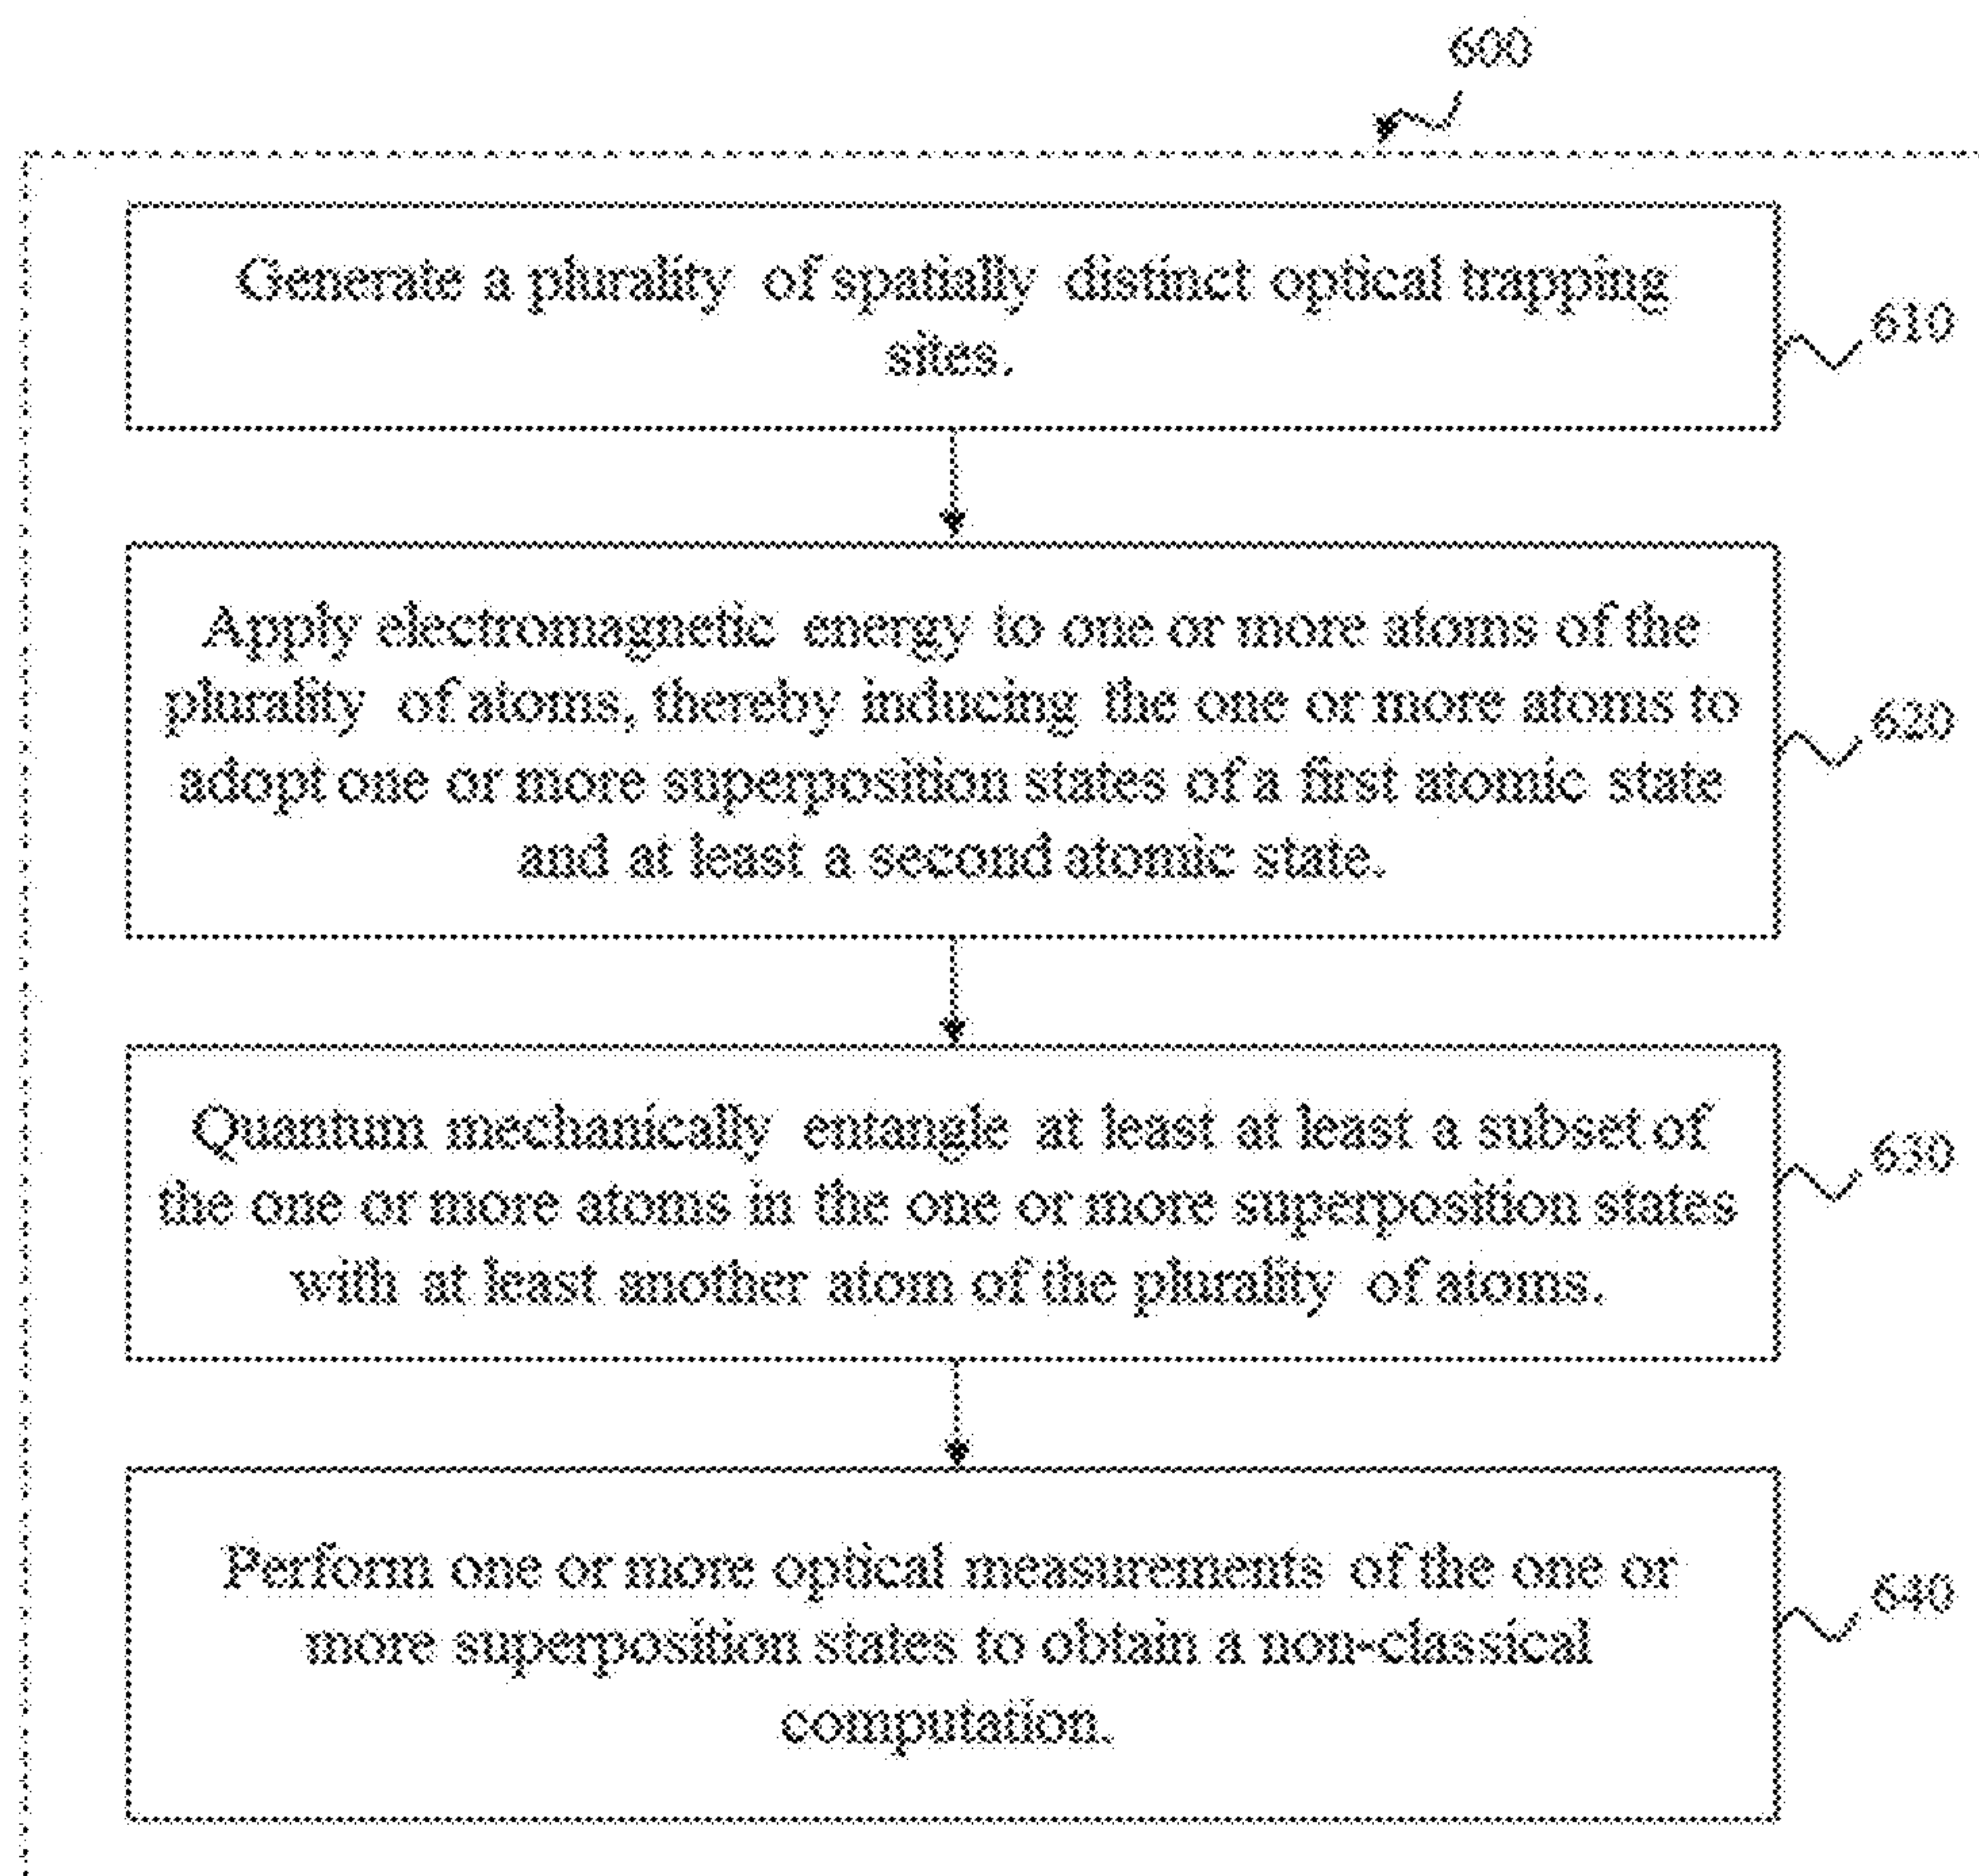 600
Generate a plurality of spatially distinct optical trapping
sites.
610
Apply electromagnetic energy to one or more atoms of the
plurality of atoms, thereby inducing the one or more atoms to
adopt one or more superposition states of a first atomic state
and at least a second atomic state.
620
Quantum mechanically entangle at least at least a subset of
the one or more atoms in the one or more superposition states
with at least another atom of the plurality of atoms.
630
Perform one or more optical measurements of the one or
more superposition states to obtain a non-classical
computation.
640